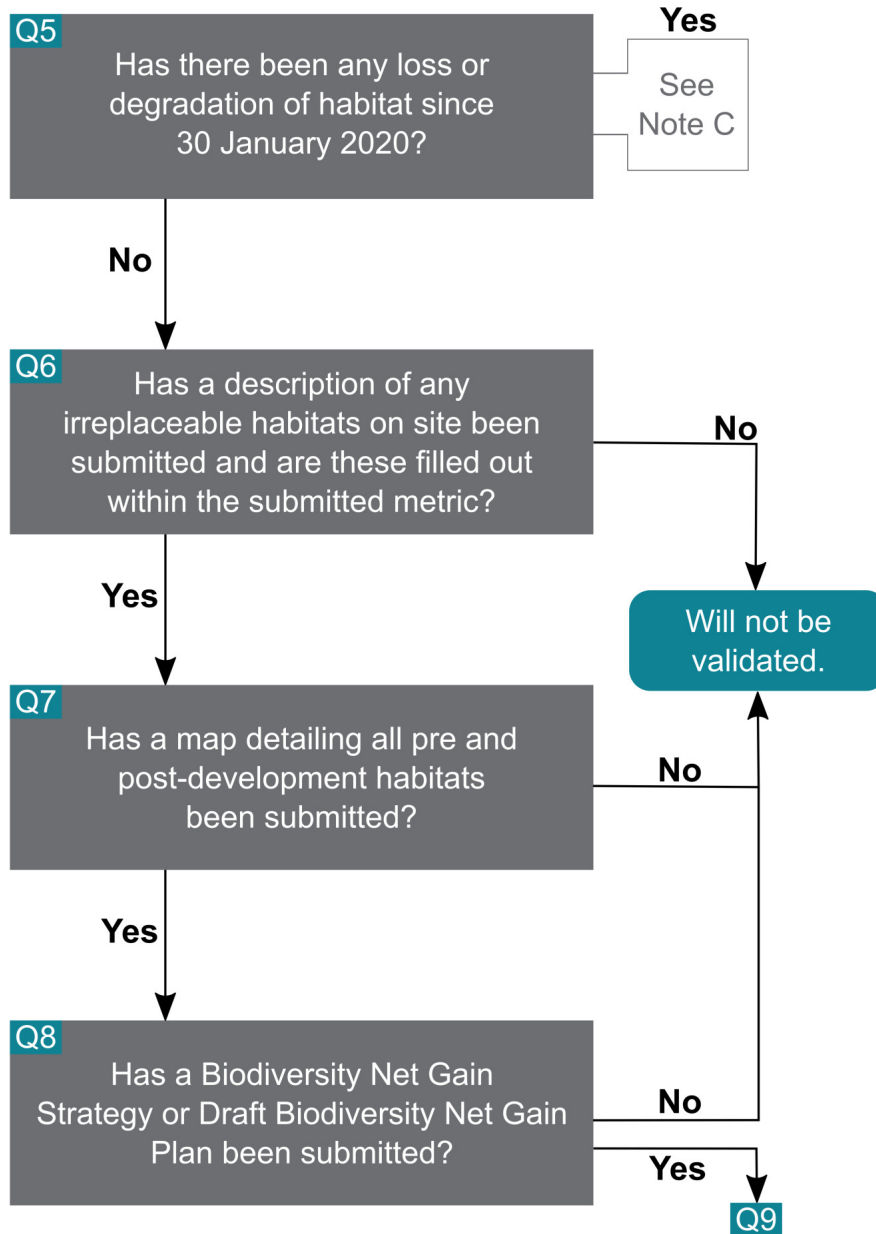 Q5
Has there been any loss or
degradation of habitat since
30 January 2020?
Yes
See
Note C
No
Q6
Has a description of any
irreplaceable habitats on site been
submitted and are these filled out
within the submitted metric?
No
Yes
Will not be
validated.
Q7
Has a map detailing all pre and
post-development habitats
been submitted?
No
Yes
Q8
Has a Biodiversity Net Gain
Strategy or Draft Biodiversity Net Gain
Plan been submitted?
No
Yes
Q9